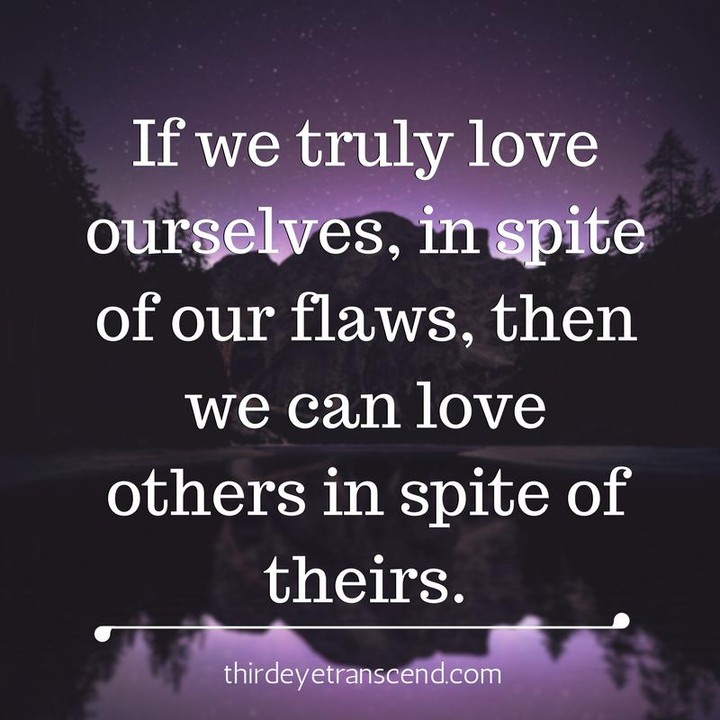 If we truly love
ourselves, in spite
of our flaws, then
we can love
others in spite of
theirs.
thirdeyetranscend.com